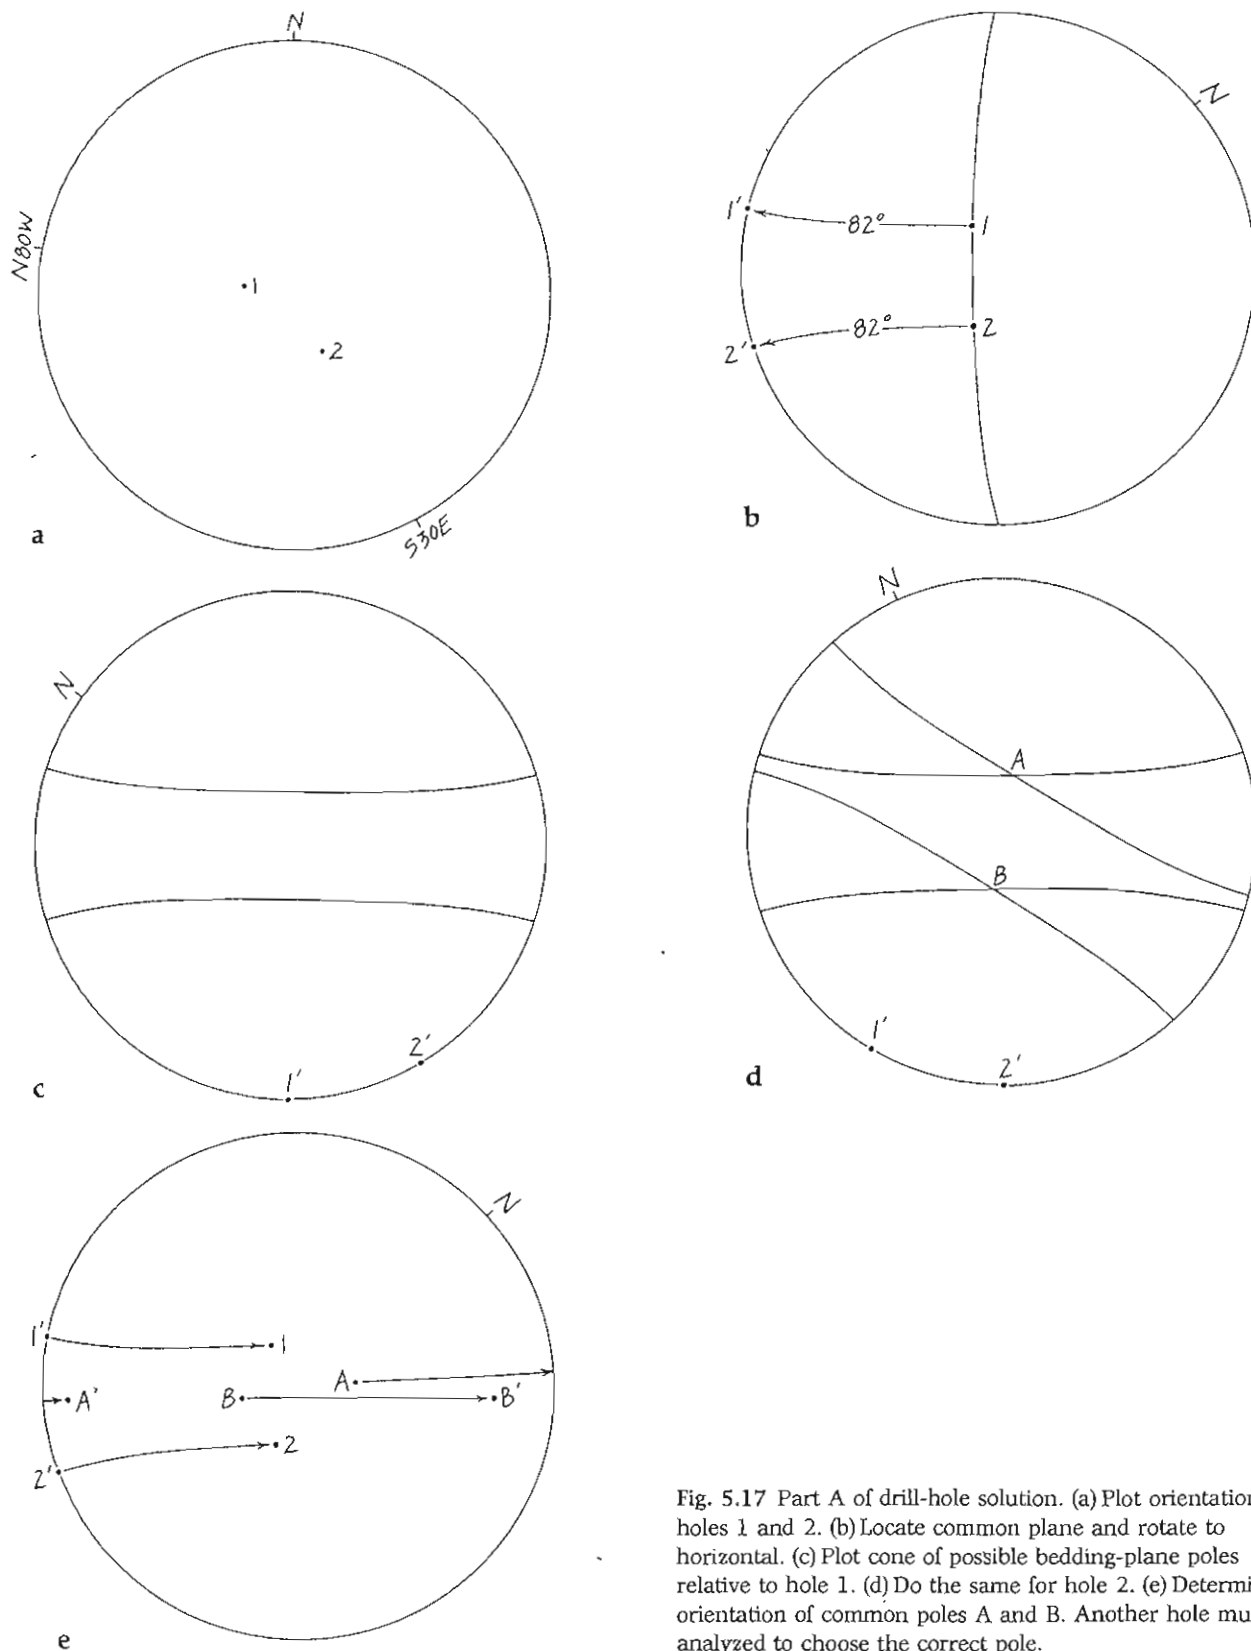 N
N80W
1
2
S30E
a
N
1'
82°
1
82°
2
2'
b
N
1'
2'
c
N
A
B
1'
2'
d
N
1'
1
A
A'
B
B'
2
2'
e
Fig. 5.17 Part A of drill-hole solution. (a) Plot orientation
holes 1 and 2. (b) Locate common plane and rotate to
horizontal. (c) Plot cone of possible bedding-plane poles
relative to hole 1. (d) Do the same for hole 2. (e) Determi
orientation of common poles A and B. Another hole mu
analyzed to choose the correct pole.